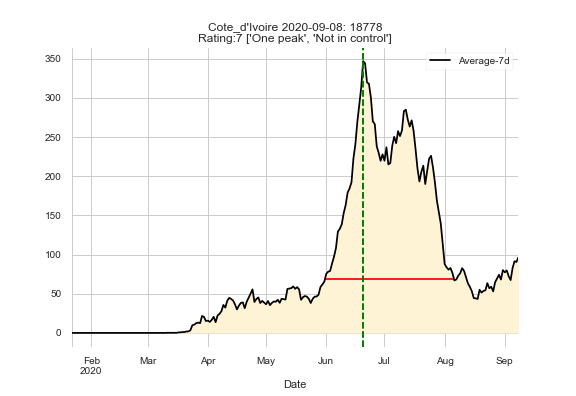 Cote_d'Ivoire 2020-09-08: 18778
Rating:7 ['One peak', 'Not in control']
Average-7d
350
300
250
200
150
100
50
0
Feb Mar Apr May Jun Jul Aug Sep
2020
Date